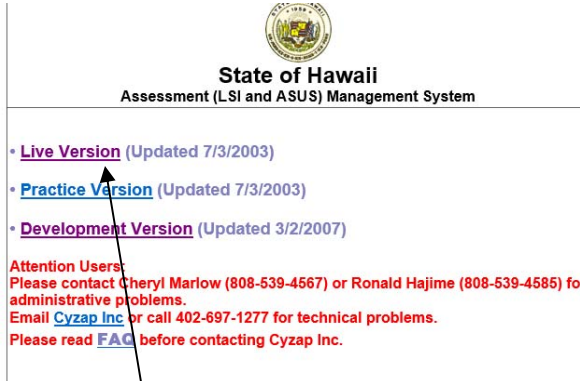 State of Hawaii
Assessment (LSI and ASUS) Management System
• Live Version (Updated 7/3/2003)
• Practice Version (Updated 7/3/2003)
• Development Version (Updated 3/2/2007)
Attention Users:
Please contact Cheryl Marlow (808-539-4567) or Ronald Hajime (808-539-4585) fo
administrative problems.
Email Cyzap Inc or call 402-697-1277 for technical problems.
Please read FAQ before contacting Cyzap Inc.